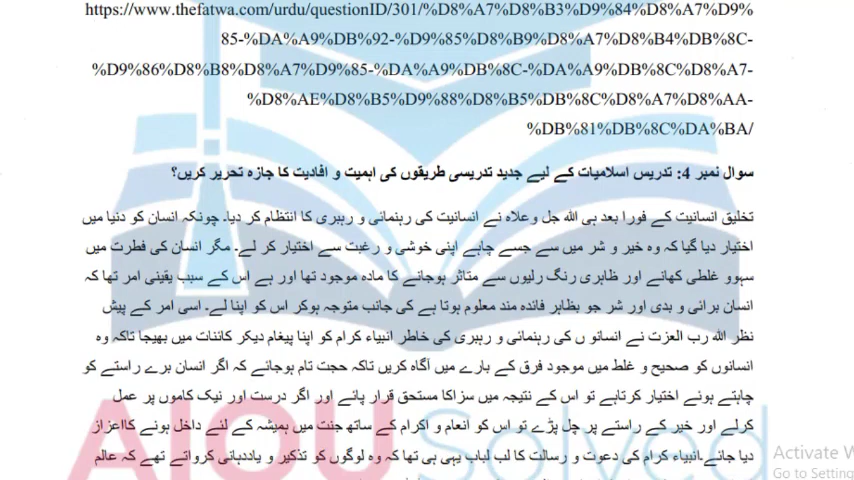 https://www.thefatwa.com/urdu/questionID/301/%D8%A7%D8%B3%D9%84%D8%A7%D9%
85-%DA%A9%DB%92-%D9%85%D8%B9%D8%A7%D8%B4%DB%8C-
%D9%86%D8%B8%D8%A7%D9%85-%DA%A9%DB%8C-%DA%A9%DB%8C%D8%A7-
%D8%AE%D8%B5%D9%88%D8%B5%DB%8C%D8%A7%D8%AA-
%DB%81%DB%8C%DA%BA/
سوال نمبر 4: تدریس اسلامیات کے لیے جدید تدریسی طریقوں کی اہمیت و افادیت کا جازہ تحریر کریں؟
تخلیق انسانیت کے فورا بعد ہی اللہ جل وعلاہ نے انسانیت کی رہنمائی و رہبری کا انتظام کر دیا۔ چونکہ انسان کو دنیا میں
اختیار دیا گیا کہ وہ خیر و شر میں سے جسے چاہے اپنی خوشی و رغبت سے اختیار کر لے۔ مگر انسان کی فطرت میں
سہوو غلطی کھانے اور ظاہری رنگ رلیوں سے متاثر ہوجانے کا مادہ موجود تھا اور ہے اس کے سبب یقینی امر تھا کہ
انسان برائی و بدی اور شر جو بظاہر فائدہ مند معلوم ہوتا ہے کی جانب متوجہ ہوکر اس کو اپنا لے۔ اسی امر کے پیش
نظر اللہ رب العزت نے انسانو ں کی رہنمائی و رہبری کی خاطر انبیاء کرام کو اپنا پیغام دیکر کائنات میں بھیجا تاکہ وہ
انسانوں کو صحیح و غلط میں موجود فرق کے بارے میں آگاہ کریں تاکہ حجت تام ہوجائے کہ اگر انسان برے راستے کو
چاہتے ہوئے اختیار کرتاہے تو اس کے نتیجہ میں سزاکا مستحق قرار پائے اور اگر درست اور نیک کاموں پر عمل
کرلے اور خیر کے راستے پر چل پڑے تو اس کو انعام و اکرام کے ساتھ جنت میں ہمیشہ کے لئے داخل ہونے کااعزاز
دیا جائے۔انبیاء کرام کی دعوت و رسالت کا لب لباب یہی ہی تھا کہ وہ لوگوں کو تذکیر و یاددہانی کرواتے تھے کہ عالم
AIOU Solved
Activate W
Go to Setting